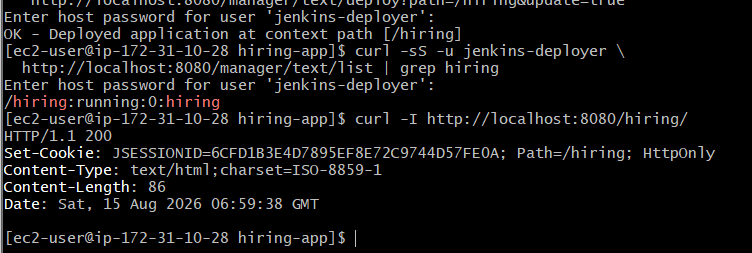 http://localhost:8080/manager/text/deploy?path=/hiring&update=true
Enter host password for user 'jenkins-deployer':
OK - Deployed application at context path [/hiring]
[ec2-user@ip-172-31-10-28 hiring-app]$ curl -sS -u jenkins-deployer \
  http://localhost:8080/manager/text/list | grep hiring
Enter host password for user 'jenkins-deployer':
/hiring:running:0:hiring
[ec2-user@ip-172-31-10-28 hiring-app]$ curl -I http://localhost:8080/hiring/
HTTP/1.1 200
Set-Cookie: JSESSIONID=6CFD1B3E4D7895EF8E72C9744D57FE0A; Path=/hiring; HttpOnly
Content-Type: text/html;charset=ISO-8859-1
Content-Length: 86
Date: Sat, 15 Aug 2026 06:59:38 GMT
[ec2-user@ip-172-31-10-28 hiring-app]$